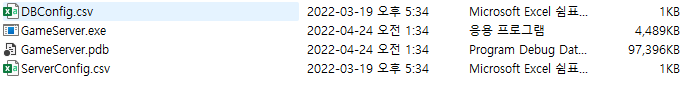 DBConfig.csv 2022-03-19 오후 5:34 Microsoft Excel 쉼표... 1KB
GameServer.exe 2022-04-24 오전 1:34 응용 프로그램 4,489KB
GameServer.pdb 2022-04-24 오전 1:34 Program Debug Dat... 97,396KB
ServerConfig.csv 2022-03-19 오후 5:34 Microsoft Excel 쉼표... 1KB